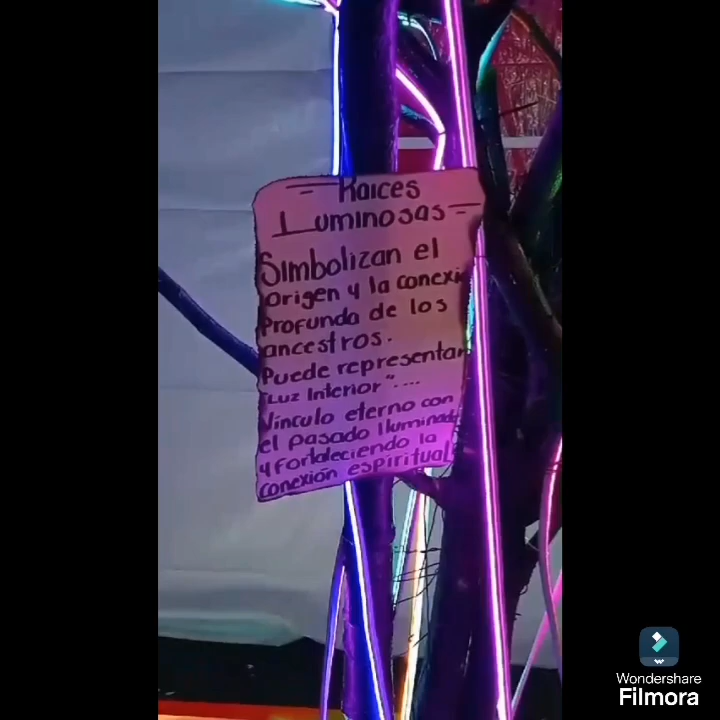 Raices
Luminosas
Simbolizan el
origen y la conexi
Profunda de los
ancestros.
Puede representar
"Luz Interior"....
Vinculo eterno con
el Pasado Iluminad
y fortaleciendo la
conexión espiritual
Wondershare
Filmora